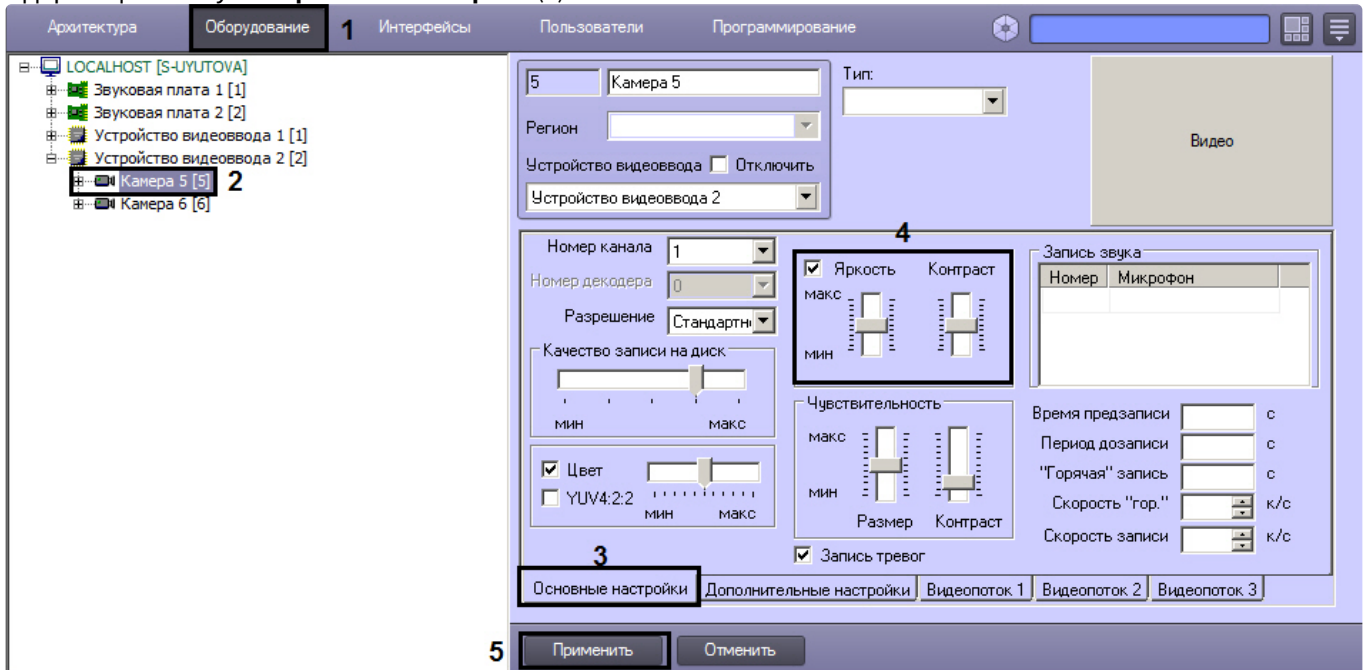 Архитектура Оборудование 1 Интерфейсы Пользователи Программирование
LOCALHOST [S-UYUTOVA]
Звуковая плата 1 [1]
Звуковая плата 2 [2]
Устройство видеоввода 1 [1]
Устройство видеоввода 2 [2]
Камера 5 [5] 2
Камера 6 [6]
5 Камера 5
Тип:
Регион
Устройство видеоввода Отключить
Устройство видеоввода 2
Видео
Номер канала 1
Номер декодера 0
Разрешение Стандартн
Качество записи на диск
мин макс
Цвет
YUV4:2:2
мин макс
4
Яркость Контраст
макс
мин
Чувствительность
макс
мин
Размер Контраст
Запись тревог
Запись звука
Номер Микрофон
Время предзаписи с
Период дозаписи с
"Горячая" запись с
Скорость "гор." к/с
Скорость записи к/с
3
Основные настройки Дополнительные настройки Видеопоток 1 Видеопоток 2 Видеопоток 3
5 Применить Отменить